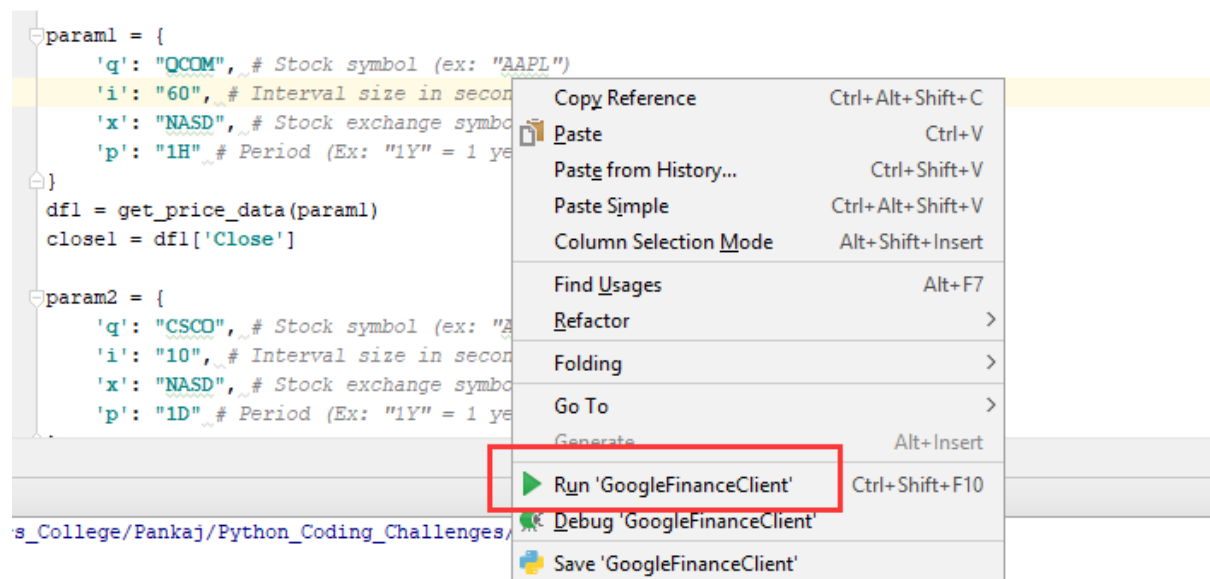 param1 = {
'q': "QCOM", # Stock symbol (ex: "AAPL")
'i': "60", # Interval size in secon
'x': "NASD", # Stock exchange symbo
'p': "1H" # Period (Ex: "1Y" = 1 ye
}
df1 = get_price_data(param1)
close1 = df1['Close']
param2 = {
'q': "CSCO", # Stock symbol (ex: "A
'i': "10", # Interval size in secon
'x': "NASD", # Stock exchange symbo
'p': "1D" # Period (Ex: "1Y" = 1 ye
s_College/Pankaj/Python_Coding_Challenges/
Copy Reference Ctrl+Alt+Shift+C
Paste Ctrl+V
Paste from History... Ctrl+Shift+V
Paste Simple Ctrl+Alt+Shift+V
Column Selection Mode Alt+Shift+Insert
Find Usages Alt+F7
Refactor
Folding
Go To
Generate Alt+Insert
Run 'GoogleFinanceClient' Ctrl+Shift+F10
Debug 'GoogleFinanceClient'
Save 'GoogleFinanceClient'